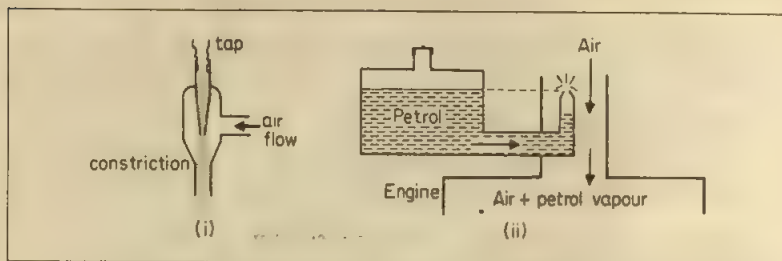 tap
air
flow
constriction
(i)
Air
Petrol
Engine
Air + petrol vapour
(ii)